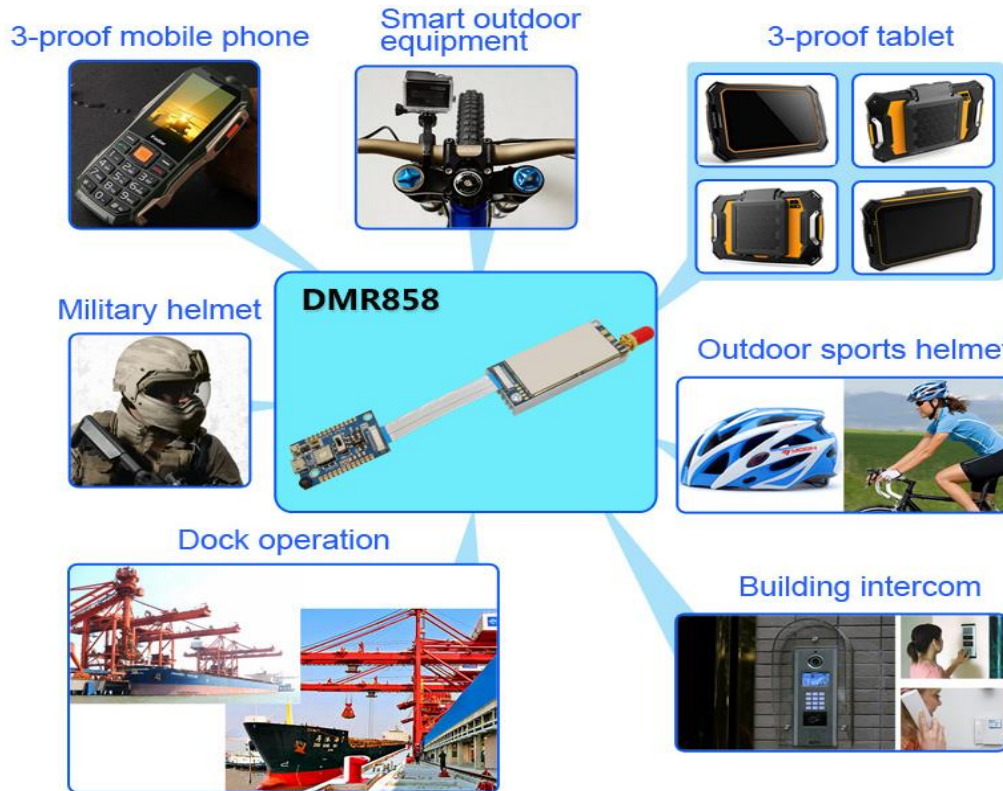 3-proof mobile phone
Smart outdoor
equipment
3-proof tablet
DMR858
Military helmet
Outdoor sports helmet
Dock operation
Building intercom